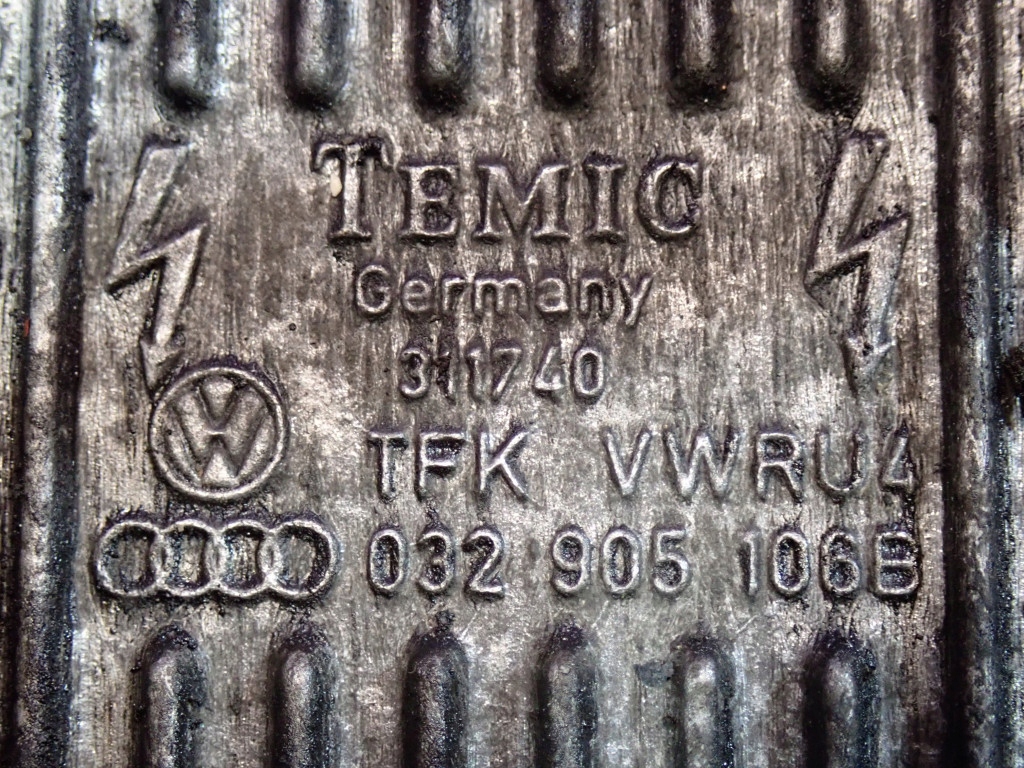 TEMIC
Germany
311740
TFK VWRU4
032 905 106B